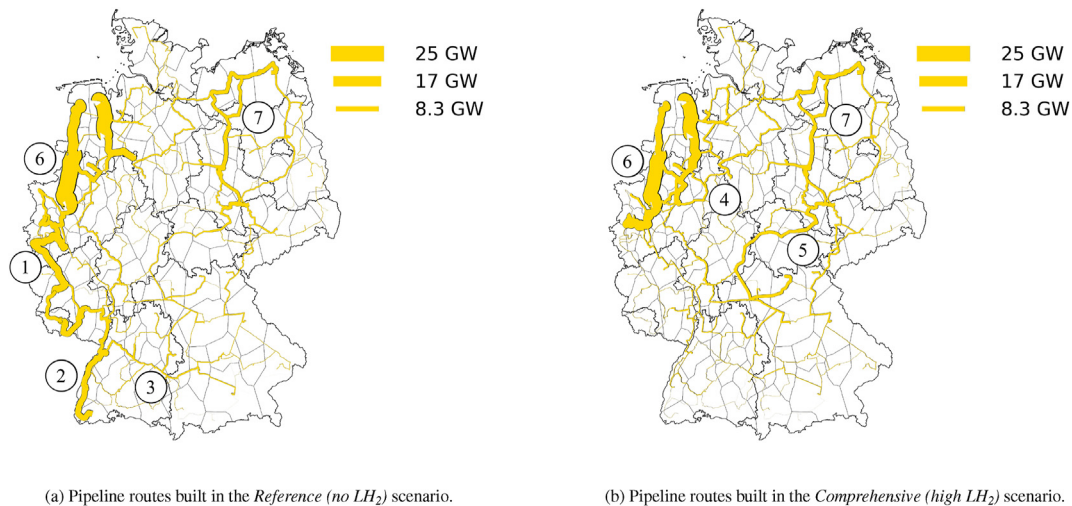 25 GW
17 GW
8.3 GW
7
6
1
2
3
(a) Pipeline routes built in the Reference (no LH₂) scenario.
25 GW
17 GW
8.3 GW
7
6
4
5
(b) Pipeline routes built in the Comprehensive (high LH₂) scenario.